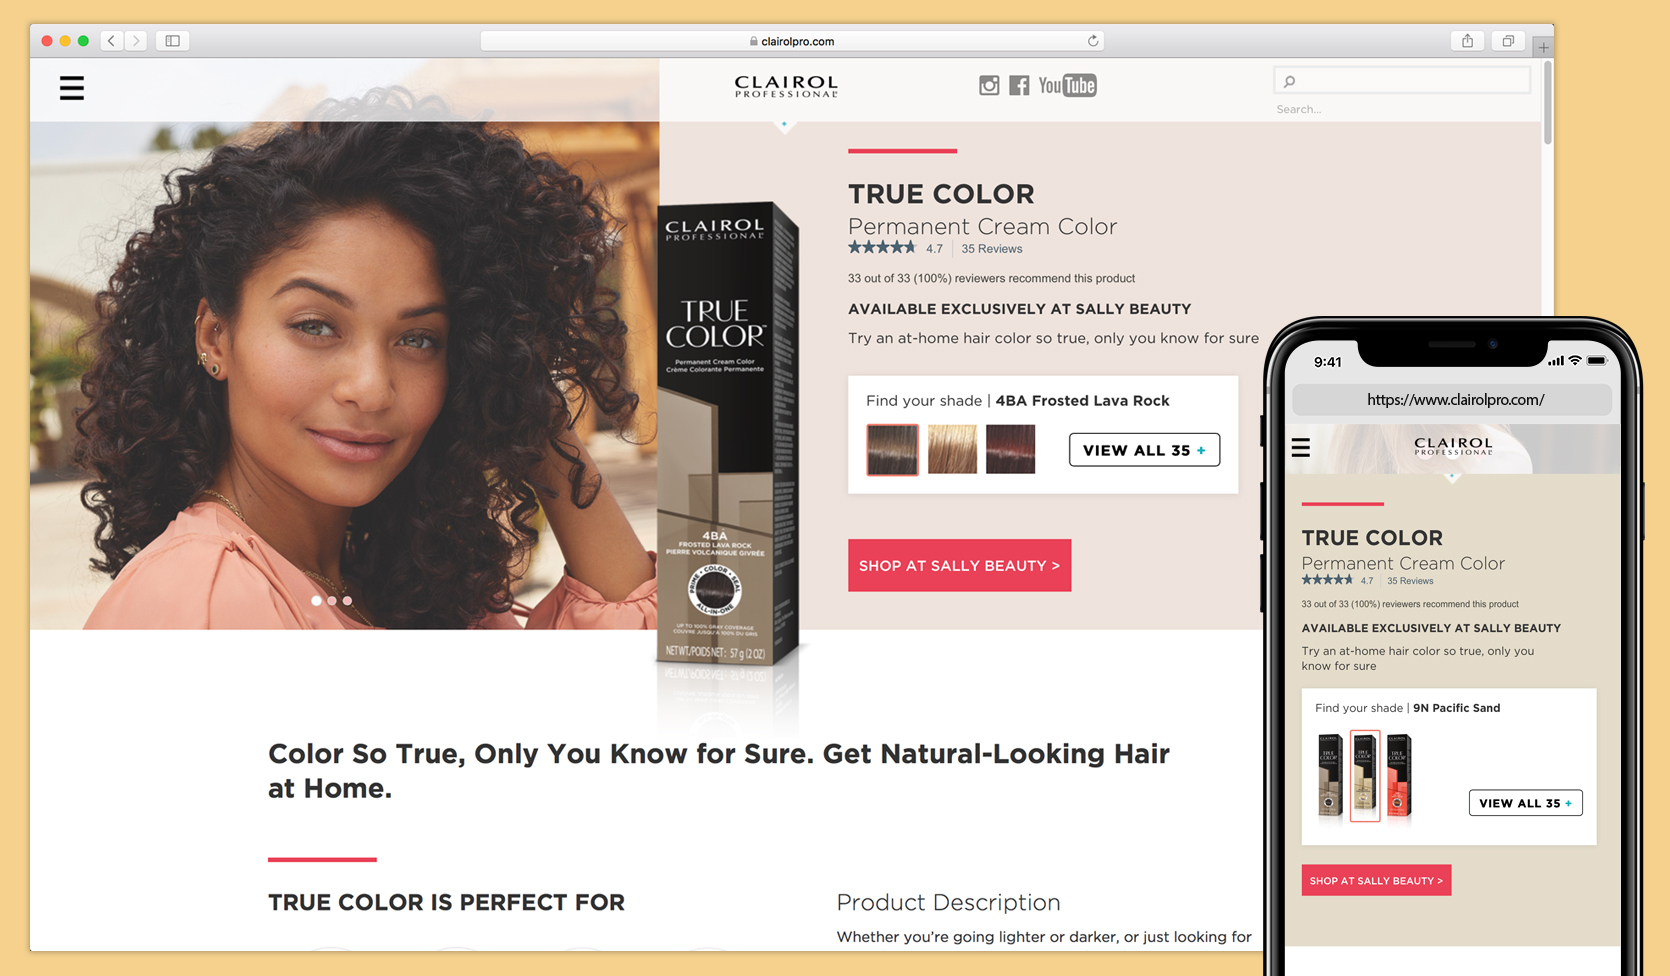 clairolpro.com
CLAIROL
PROFESSIONAL
YouTube
Search...
TRUE COLOR
Permanent Cream Color
4.7 | 35 Reviews
33 out of 33 (100%) reviewers recommend this product
AVAILABLE EXCLUSIVELY AT SALLY BEAUTY
Try an at-home hair color so true, only you know for sure
Find your shade | 4BA Frosted Lava Rock
VIEW ALL 35 +
SHOP AT SALLY BEAUTY >
CLAIROL
PROFESSIONAL
TRUE
COLOR™
Permanent Cream Color
Crème Colorante Permanente
4BA
FROSTED LAVA ROCK
PIERRE VOLCANIQUE GIVRÉE
PRIME • COLOR • SEAL
ALL-IN-ONE
UP TO 100% GRAY COVERAGE
COUVRE JUSQU'À 100% DU GRIS
NET WT/POIDS NET: 57 g (2 OZ)
Color So True, Only You Know for Sure. Get Natural-Looking Hair
at Home.
TRUE COLOR IS PERFECT FOR
Product Description
Whether you're going lighter or darker, or just looking for
9:41
https://www.clairolpro.com/
CLAIROL
PROFESSIONAL
TRUE COLOR
Permanent Cream Color
4.7 | 35 Reviews
33 out of 33 (100%) reviewers recommend this product
AVAILABLE EXCLUSIVELY AT SALLY BEAUTY
Try an at-home hair color so true, only you
know for sure
Find your shade | 9N Pacific Sand
CLAIROL CLAIROL CLAIROL
TRUE TRUE TRUE
COLOR COLOR COLOR
VIEW ALL 35 +
SHOP AT SALLY BEAUTY >